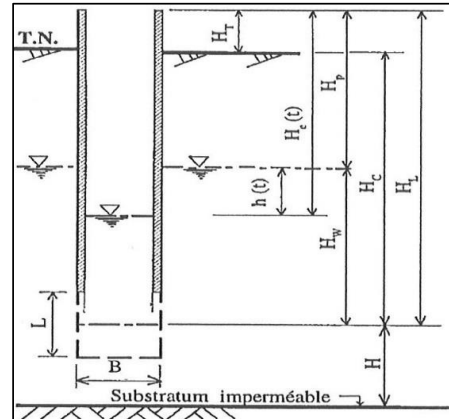 T.N.
H_T
H_e(t)
H_p
H_C
H_L
h(t)
H_W
L
B
H
Substratum imperméable